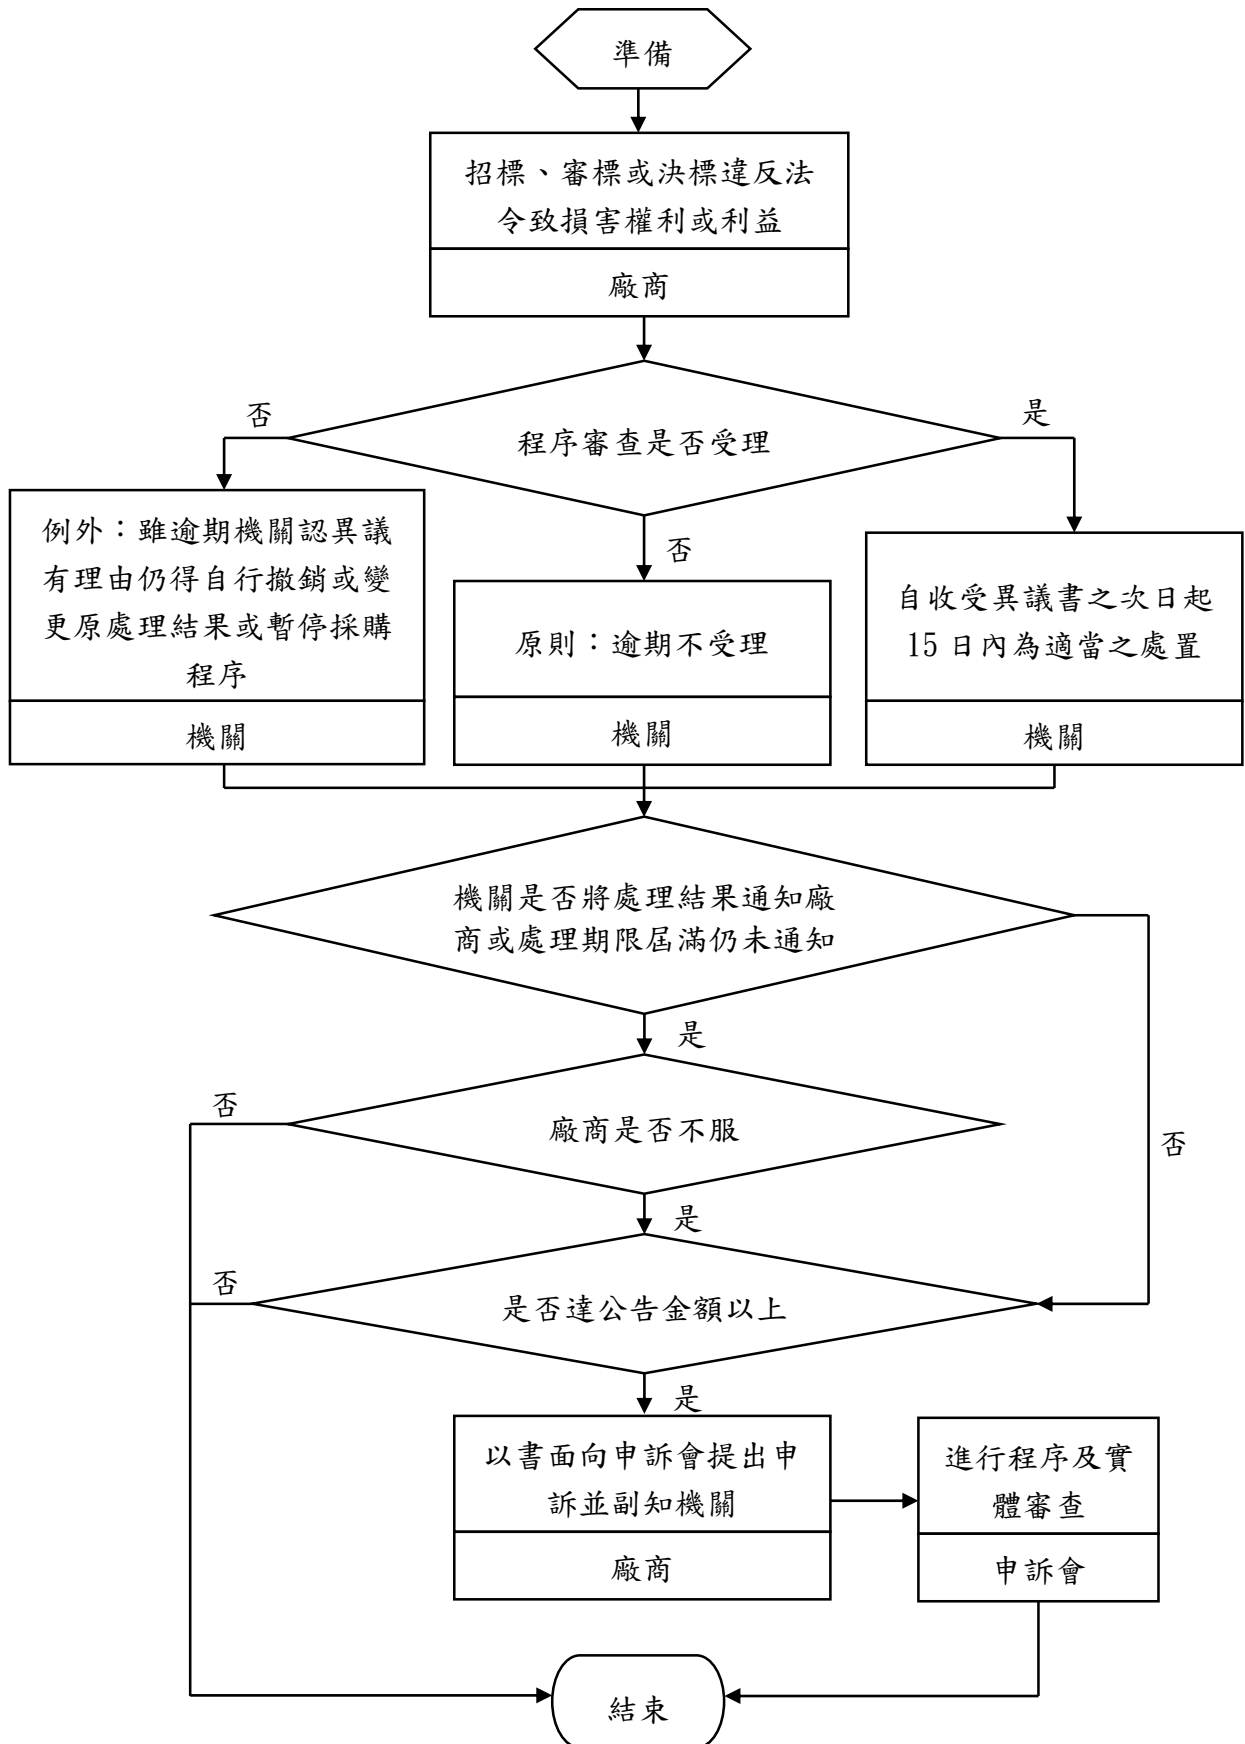 準備
招標、審標或決標違反法
令致損害權利或利益
廠商
否
是
程序審查是否受理
例外：雖逾期機關認異議
有理由仍得自行撤銷或變
更原處理結果或暫停採購
程序
機關
否
原則：逾期不受理
機關
自收受異議書之次日起
15 日內為適當之處置
機關
機關是否將處理結果通知廠
商或處理期限屆滿仍未通知
是
否
否
廠商是否不服
是
否
是否達公告金額以上
是
以書面向申訴會提出申
訴並副知機關
廠商
進行程序及實
體審查
申訴會
結束